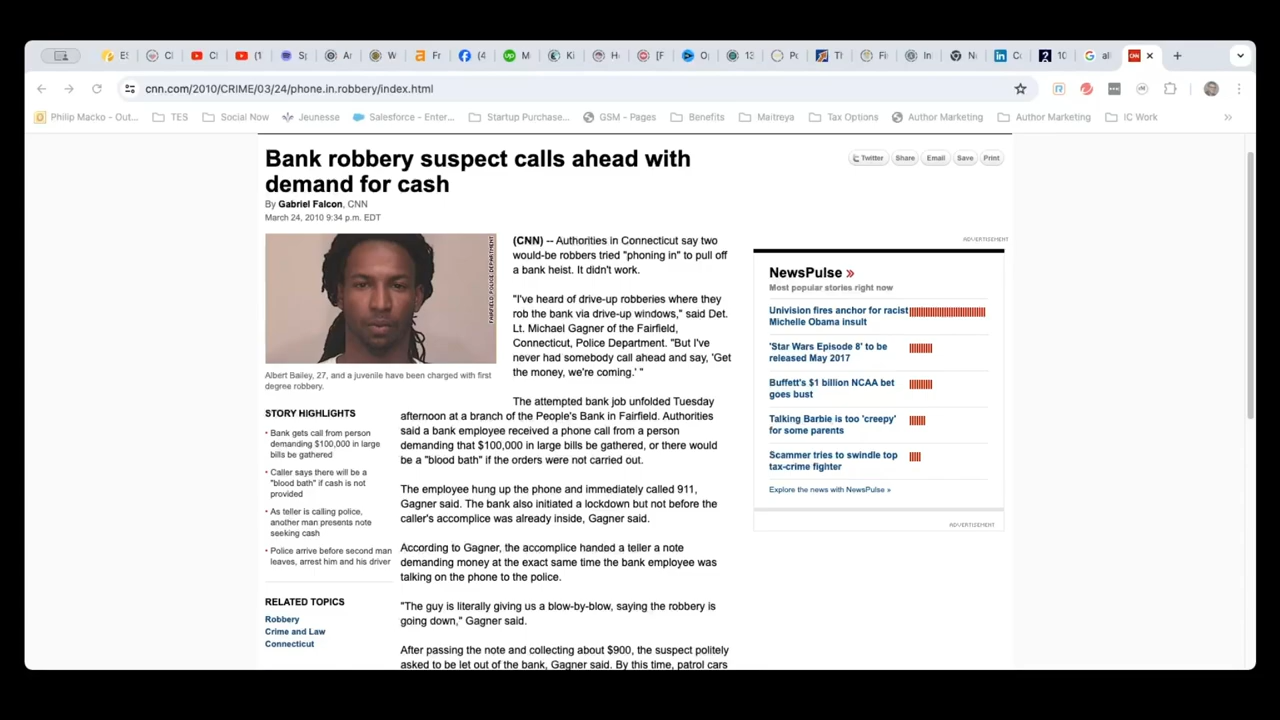 cnn.com/2010/CRIME/03/24/phone.in.robbery/index.html
Philip Macko - Out... TES Social Now Jeunesse Salesforce - Enter... Startup Purchase... GSM - Pages Benefits Maitreya Tax Options Author Marketing Author Marketing IC Work »
Bank robbery suspect calls ahead with
demand for cash
Twitter Share Email Save Print
By Gabriel Falcon, CNN
March 24, 2010 9:34 p.m. EDT
FAIRFIELD POLICE DEPARTMENT
Albert Bailey, 27, and a juvenile have been charged with first
degree robbery.
STORY HIGHLIGHTS
• Bank gets call from person
demanding $100,000 in large
bills be gathered
• Caller says there will be a
"blood bath" if cash is not
provided
• As teller is calling police,
another man presents note
seeking cash
• Police arrive before second man
leaves, arrest him and his driver
RELATED TOPICS
Robbery
Crime and Law
Connecticut
(CNN) -- Authorities in Connecticut say two
would-be robbers tried "phoning in" to pull off
a bank heist. It didn't work.
"I've heard of drive-up robberies where they
rob the bank via drive-up windows," said Det.
Lt. Michael Gagner of the Fairfield,
Connecticut, Police Department. "But I've
never had somebody call ahead and say, 'Get
the money, we're coming.' "
The attempted bank job unfolded Tuesday
afternoon at a branch of the People's Bank in Fairfield. Authorities
said a bank employee received a phone call from a person
demanding that $100,000 in large bills be gathered, or there would
be a "blood bath" if the orders were not carried out.
The employee hung up the phone and immediately called 911,
Gagner said. The bank also initiated a lockdown but not before the
caller's accomplice was already inside, Gagner said.
According to Gagner, the accomplice handed a teller a note
demanding money at the exact same time the bank employee was
talking on the phone to the police.
"The guy is literally giving us a blow-by-blow, saying the robbery is
going down," Gagner said.
After passing the note and collecting about $900, the suspect politely
asked to be let out of the bank, Gagner said. By this time, patrol cars
ADVERTISEMENT
NewsPulse »
Most popular stories right now
Univision fires anchor for racist
Michelle Obama insult
'Star Wars Episode 8' to be
released May 2017
Buffett's $1 billion NCAA bet
goes bust
Talking Barbie is too 'creepy'
for some parents
Scammer tries to swindle top
tax-crime fighter
Explore the news with NewsPulse »
ADVERTISEMENT